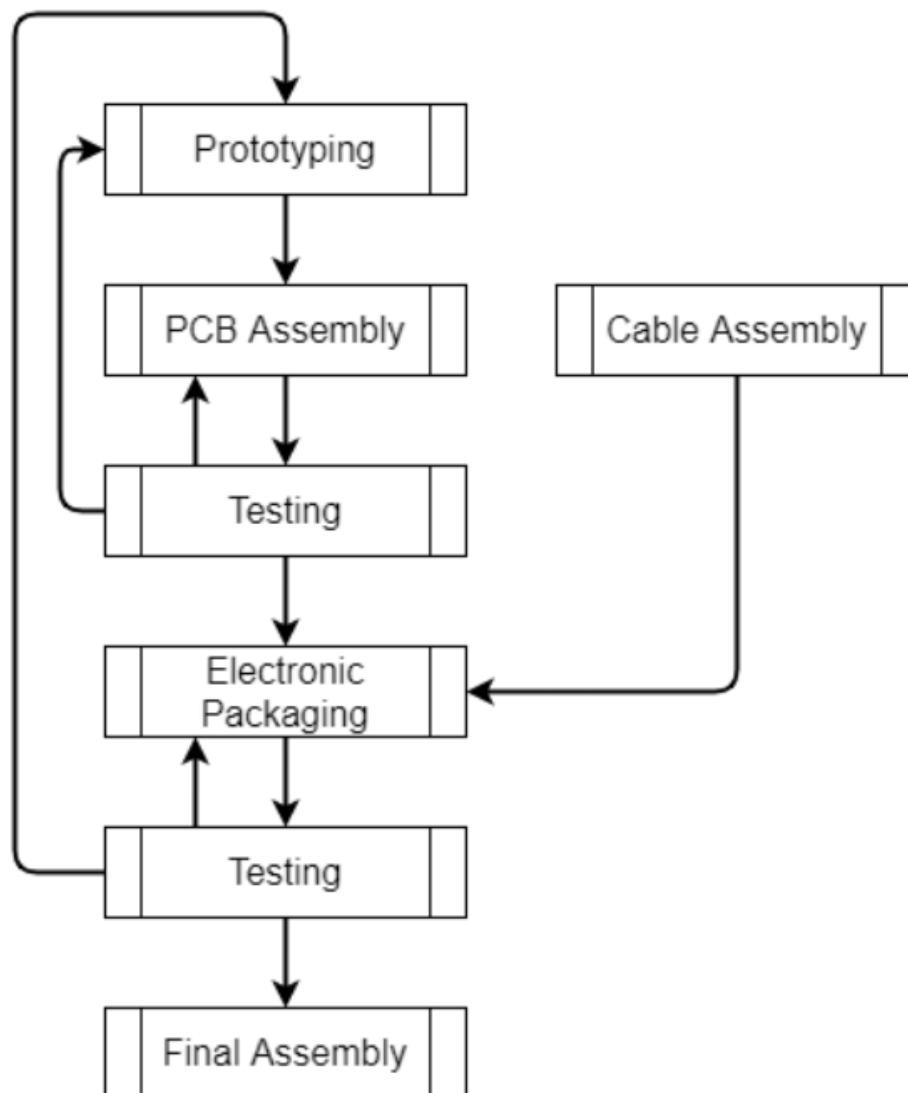 Prototyping
PCB Assembly
Cable Assembly
Testing
Electronic
Packaging
Testing
Final Assembly